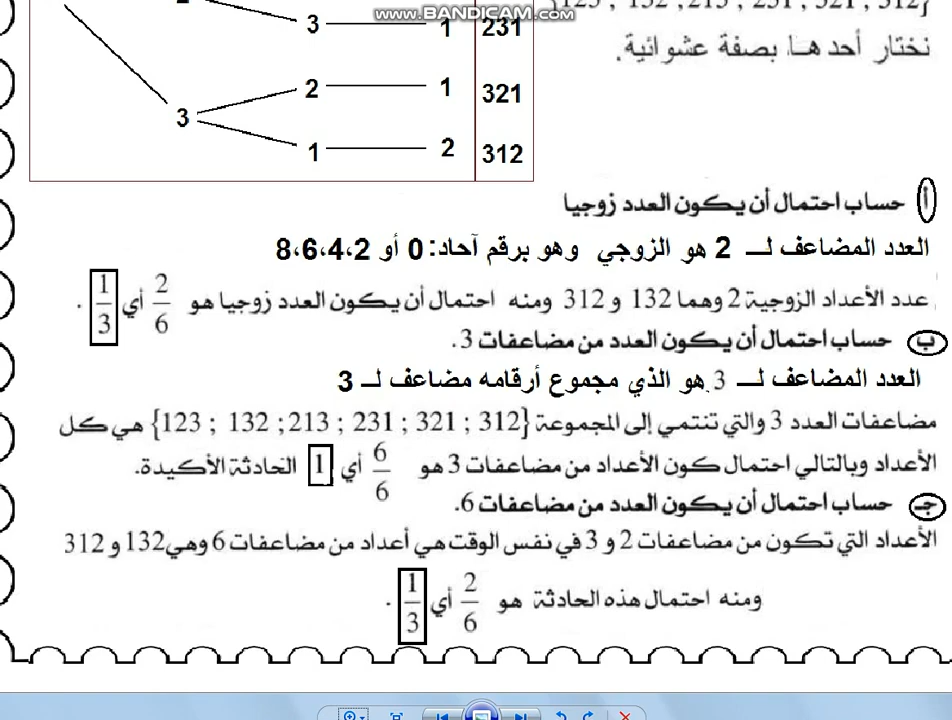 www.BANDICAM.com
{123 ; 132 ;213 ; 231 ; 321 ; 312}
نختار أحدها بصفة عشوائية.
3 1 231
3 2 1 321
1 2 312
أ حساب احتمال أن يكون العدد زوجيا
العدد المضاعف لـ 2 هو الزوجي وهو برقم آحاد: 0 أو 2،4،6،8
عدد الأعداد الزوجية 2 وهما 132 و 312 ومنه احتمال أن يكون العدد زوجيا هو 2/6 أي 1/3 .
ب حساب احتمال أن يكون العدد من مضاعفات 3.
العدد المضاعف لـ 3 هو الذي مجموع أرقامه مضاعف لـ 3
مضاعفات العدد 3 والتي تنتمي إلى المجموعة {123 ; 132 ;213 ; 231 ; 321 ; 312} هي كل
الأعداد وبالتالي احتمال كون الأعداد من مضاعفات 3 هو 6/6 أي 1 الحادثة الأكيدة.
جـ حساب احتمال أن يكون العدد من مضاعفات 6.
الأعداد التي تكون من مضاعفات 2 و 3 في نفس الوقت هي أعداد من مضاعفات 6 وهي 132 و 312
ومنه احتمال هذه الحادثة هو 2/6 أي 1/3 .